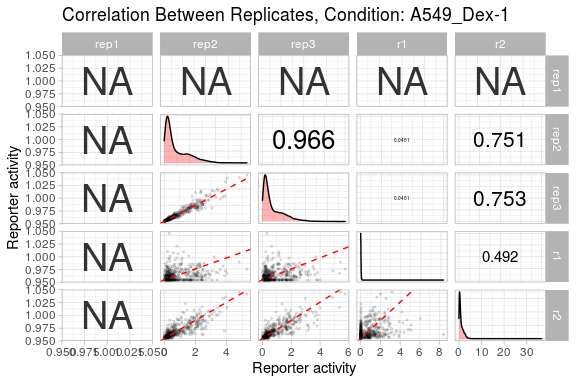 Correlation Between Replicates, Condition: A549_Dex-1
rep1 rep2 rep3 r1 r2
1.050
1.025
1.000
0.975
0.950
NA NA NA NA NA
rep1
1.050
1.025
1.000
0.975
0.950
NA 0.966 0.0451 0.751
rep2
1.050
1.025
1.000
0.975
0.950
NA 0.0451 0.753
rep3
1.050
1.025
1.000
0.975
0.950
NA 0.492
r1
1.050
1.025
1.000
0.975
0.950
NA
r2
0.950 0.975 1.000 1.025 1.050 0 2 4 0 2 4 6 0 2 4 6 8 0 10 20 30
Reporter activity
Reporter activity